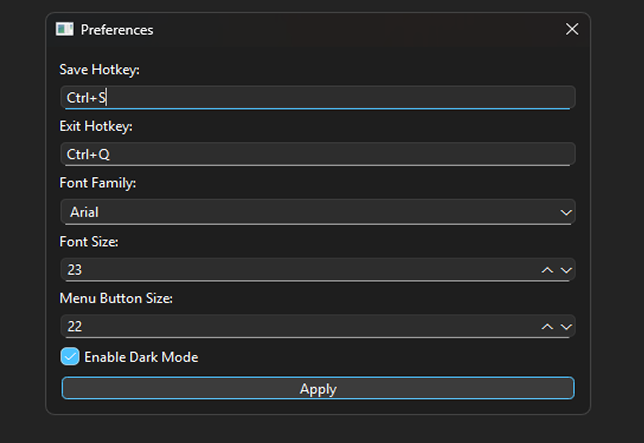 Preferences
Save Hotkey:
Ctrl+S
Exit Hotkey:
Ctrl+Q
Font Family:
Arial
Font Size:
23
Menu Button Size:
22
Enable Dark Mode
Apply